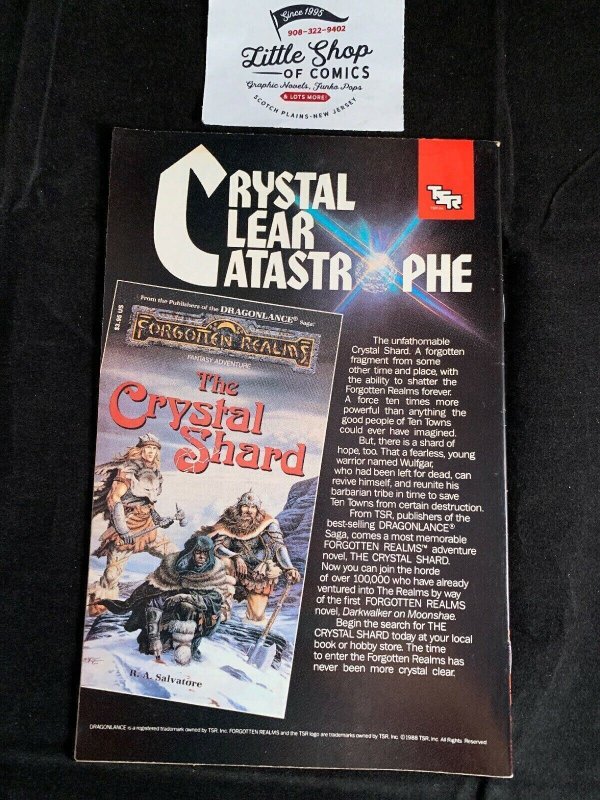 Since 1995
908-322-9402
Little Shop
OF COMICS
Graphic Novels, Funko Pops
& LOTS MORE!
SCOTCH PLAINS-NEW JERSEY
CRYSTAL
CLEAR
CATASTROPHE
TSR
From the Publishers of the DRAGONLANCE® Saga:
$3.95 US
FORGOTTEN REALMS
FANTASY ADVENTURE
The
Crystal
Shard
R. A. Salvatore
The unfathomable
Crystal Shard. A forgotten
fragment from some
other time and place, with
the ability to shatter the
Forgotten Realms forever.
A force ten times more
powerful than anything the
good people of Ten Towns
could ever have imagined.
But, there is a shard of
hope, too. That a fearless, young
warrior named Wulfgar,
who had been left for dead, can
revive himself, and reunite his
barbarian tribe in time to save
Ten Towns from certain destruction.
From TSR, publishers of the
best-selling DRAGONLANCE®
Saga, comes a most memorable
FORGOTTEN REALMS™ adventure
novel, THE CRYSTAL SHARD.
Now you can join the horde
of over 100,000 who have already
ventured into The Realms by way
of the first FORGOTTEN REALMS
novel, Darkwalker on Moonshae.
Begin the search for THE
CRYSTAL SHARD today at your local
book or hobby store. The time
to enter the Forgotten Realms has
never been more crystal clear.
DRAGONLANCE is a registered trademark owned by TSR, Inc. FORGOTTEN REALMS and the TSR logo are trademarks owned by TSR, Inc. ©1988 TSR, Inc. All Rights Reserved